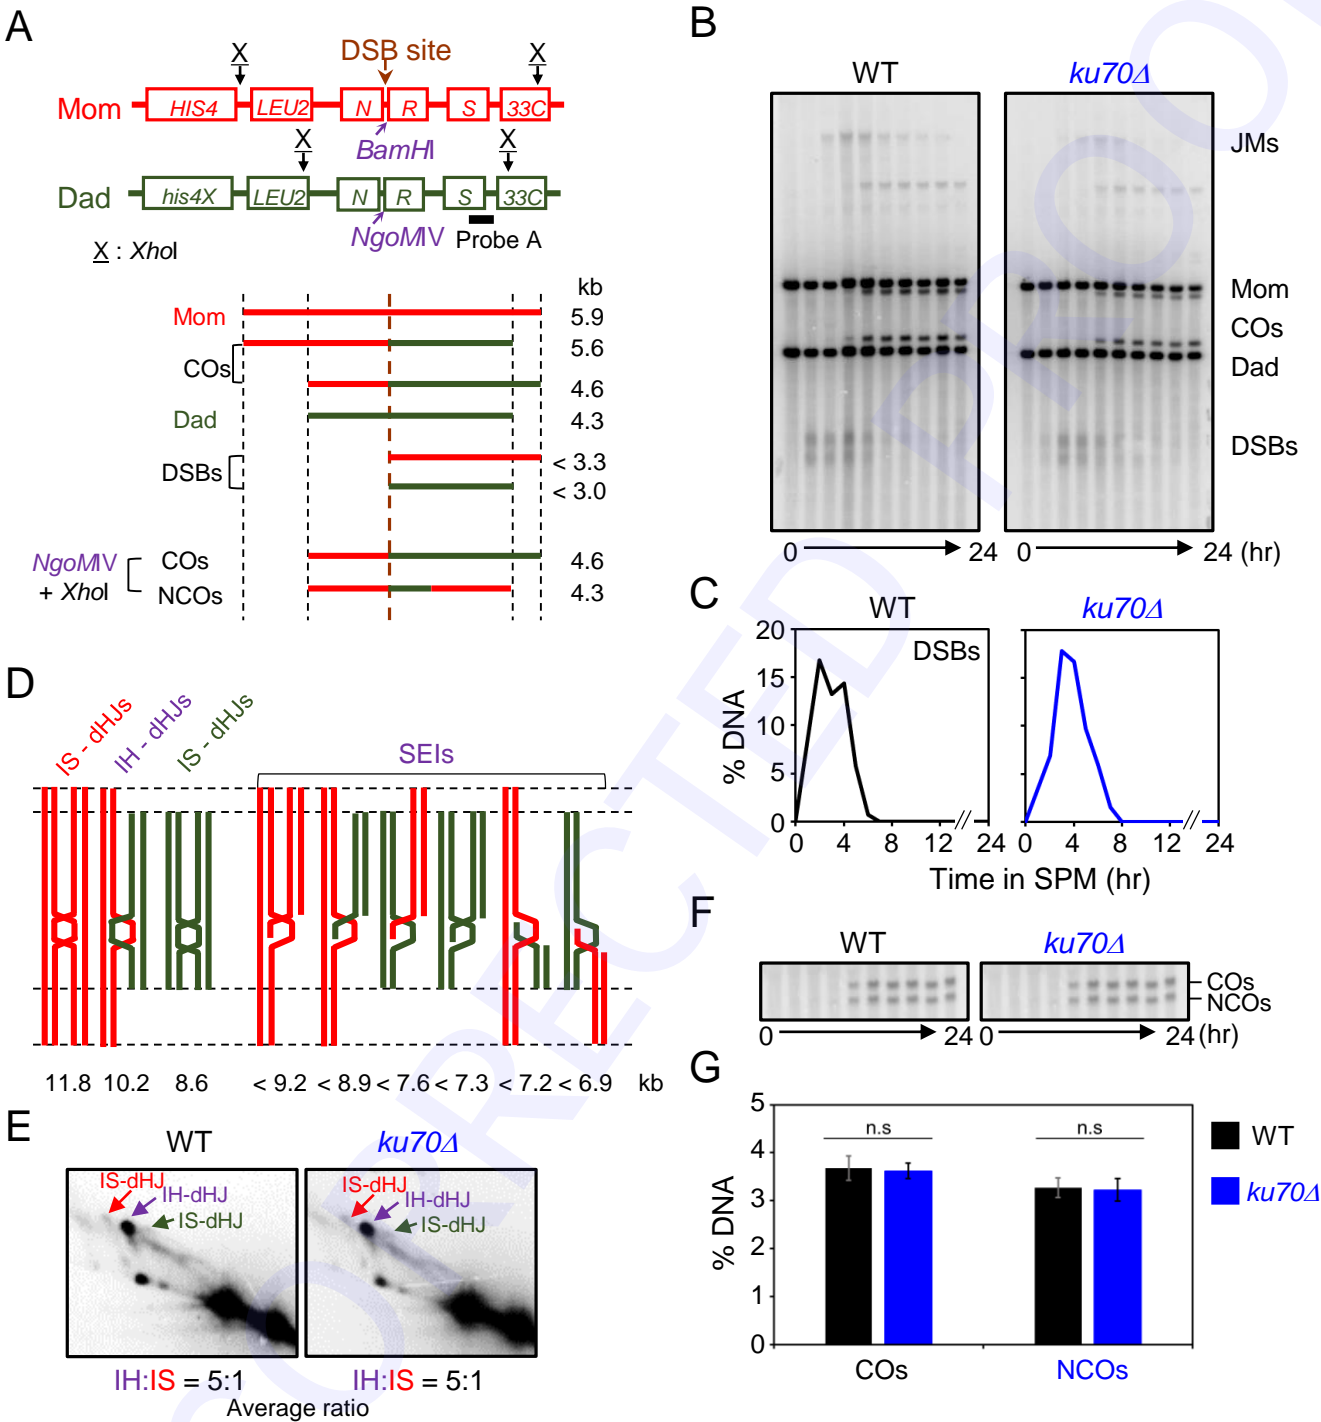 A
DSB site
X
X
Mom
HIS4
LEU2
N
R
S
33C
BamHI
X
X
Dad
his4X
LEU2
N
R
S
33C
NgoMIV
Probe A
X : XhoI
kb
Mom
5.9
5.6
COs
4.6
Dad
4.3
DSBs
< 3.3
< 3.0
NgoMIV
+ XhoI
COs
4.6
NCOs
4.3
B
WT
ku70Δ
JMs
Mom
COs
Dad
DSBs
0
24
0
24 (hr)
C
WT
ku70Δ
DSBs
% DNA
20
15
10
5
0
0
4
8
12
24
0
4
8
12
24
Time in SPM (hr)
D
IS - dHJs
IH - dHJs
IS - dHJs
SEIs
11.8
10.2
8.6
< 9.2
< 8.9
< 7.6
< 7.3
< 7.2
< 6.9
kb
E
WT
ku70Δ
IS-dHJ
IH-dHJ
IS-dHJ
IS-dHJ
IH-dHJ
IS-dHJ
IH:IS = 5:1
IH:IS = 5:1
Average ratio
F
WT
ku70Δ
COs
NCOs
0
24
0
24 (hr)
G
% DNA
5
4
3
2
1
0
n.s
n.s
COs
NCOs
WT
ku70Δ